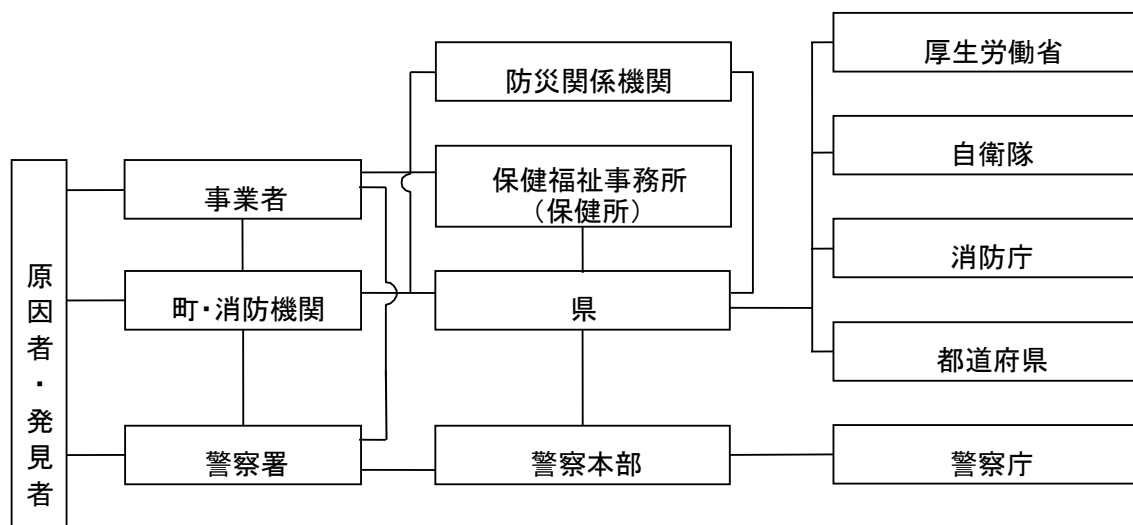 厚生労働省
防災関係機関
自衛隊
保健福祉事務所
（保健所）
事業者
消防庁
原因者・発見者
町・消防機関
県
都道府県
警察署
警察本部
警察庁